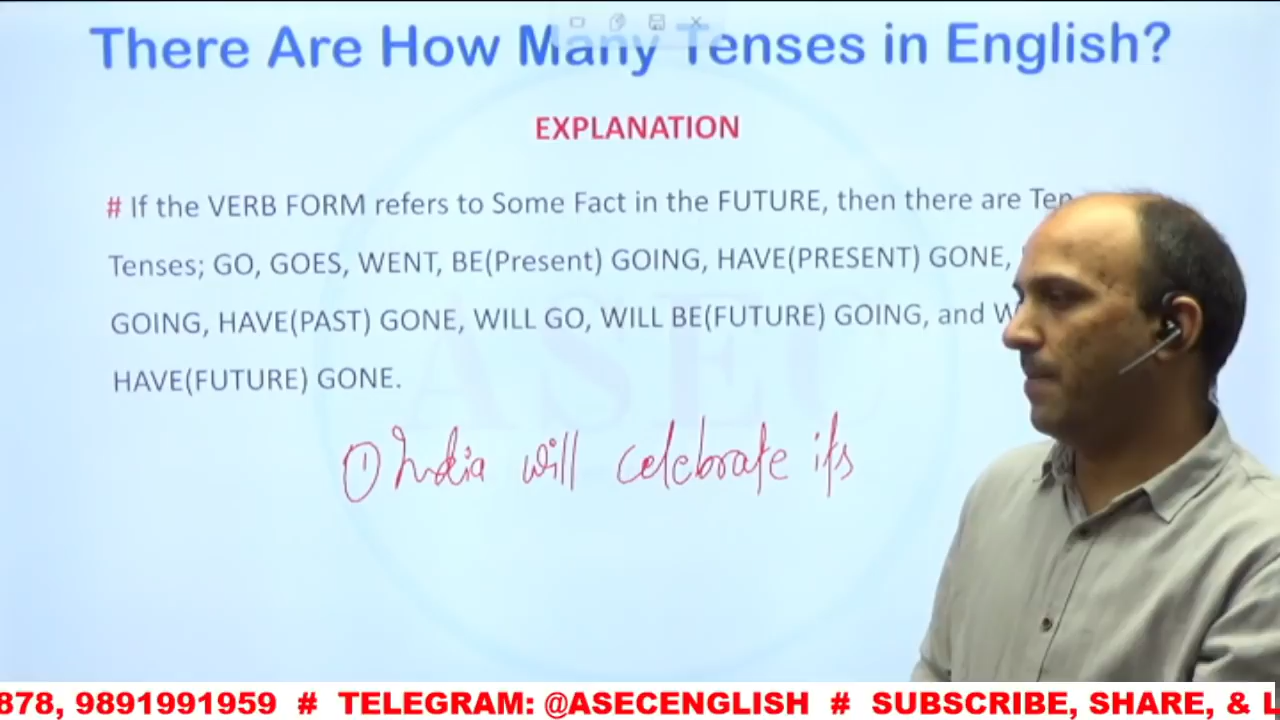 There Are How Many Tenses in English?
EXPLANATION
# If the VERB FORM refers to Some Fact in the FUTURE, then there are Ten
Tenses; GO, GOES, WENT, BE(Present) GOING, HAVE(PRESENT) GONE,
GOING, HAVE(PAST) GONE, WILL GO, WILL BE(FUTURE) GOING, and W
HAVE(FUTURE) GONE.
ASEC
① India will celebrate its
878, 9891991959 # TELEGRAM: @ASECENGLISH # SUBSCRIBE, SHARE, & L